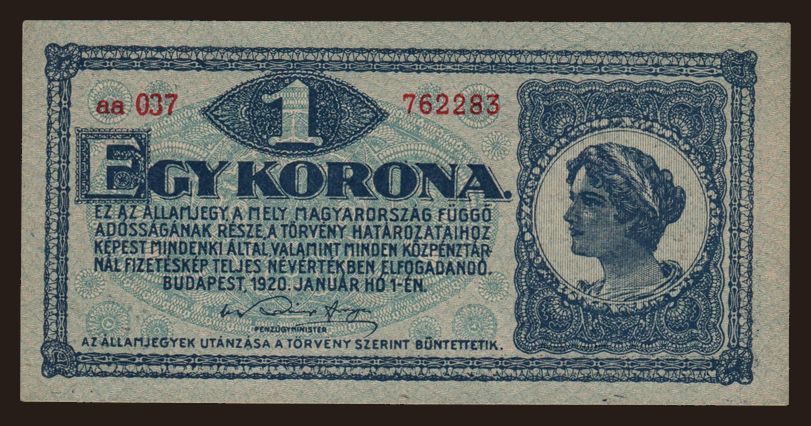 aa 037 762283
1
EGY KORONA.
EZ AZ ÁLLAMJEGY, A MELY MAGYARORSZÁG FÜGGŐ
ADÓSSÁGÁNAK RÉSZE, A TÖRVÉNY HATÁROZATAIHOZ
KÉPEST MINDENKI ÁLTAL VALAMINT MINDEN KÖZPÉNZTÁR-
NÁL FIZETÉSKÉP TELJES NÉVÉRTÉKBEN ELFOGADANDÓ.
BUDAPEST, 1920. JANUÁR HÓ 1-ÉN.
PÉNZÜGYMINISTER
AZ ÁLLAMJEGYEK UTÁNZÁSA A TÖRVÉNY SZERINT BÜNTETTETIK.